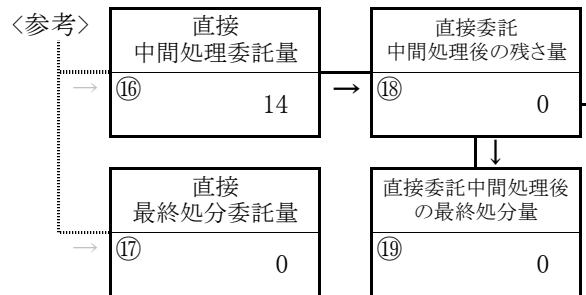 〈参考〉
直接
中間処理委託量
⑯
14
→
→
直接委託
中間処理後の残さ量
⑱
0
↓
直接
最終処分委託量
⑰
0
→
直接委託中間処理後
の最終処分量
⑲
0